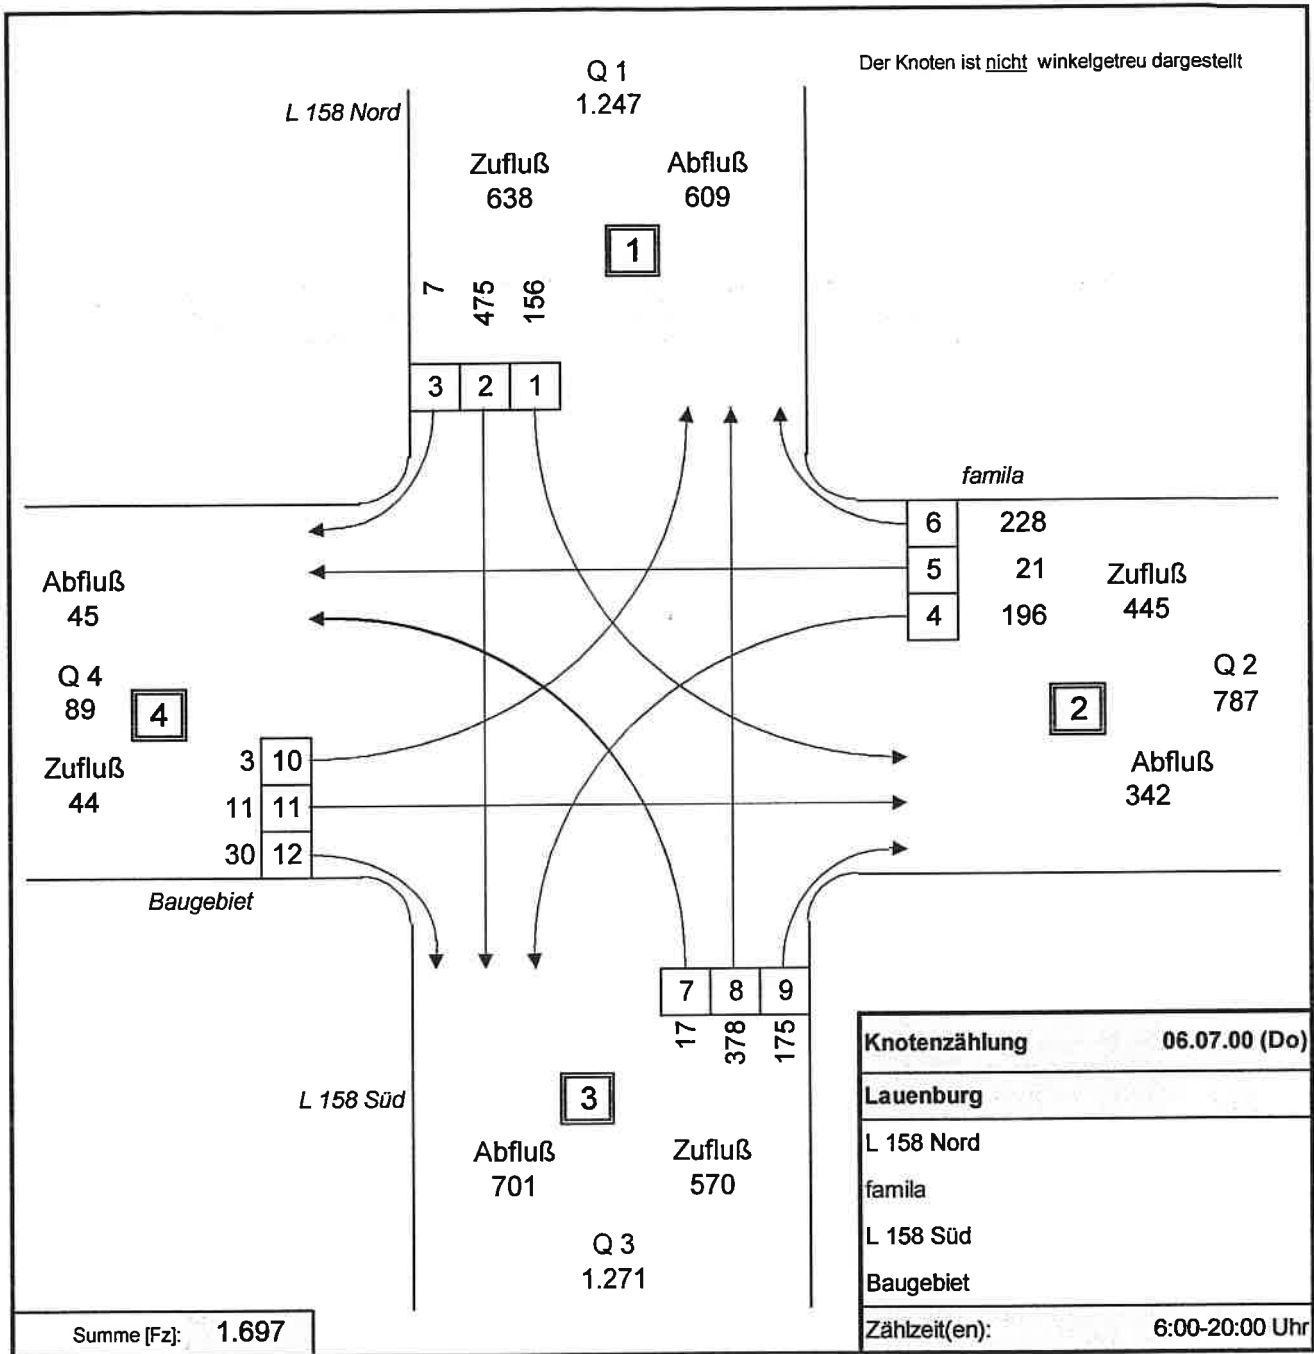 Der Knoten ist nicht winkelgetreu dargestellt
Q 1
1.247
L 158 Nord
Zufluß
638
Abfluß
609
1
7
475
156
3 2 1
famila
6 228
5 21
4 196
Zufluß
445
Q 2
787
2
Abfluß
342
Abfluß
45
Q 4
89
4
Zufluß
44
3 10
11 11
30 12
Baugebiet
7 8 9
17
378
175
L 158 Süd
3
Abfluß
701
Zufluß
570
Q 3
1.271
Summe [Fz]: 1.697
Knotenzählung 06.07.00 (Do)
Lauenburg
L 158 Nord
famila
L 158 Süd
Baugebiet
Zählzeit(en): 6:00-20:00 Uhr